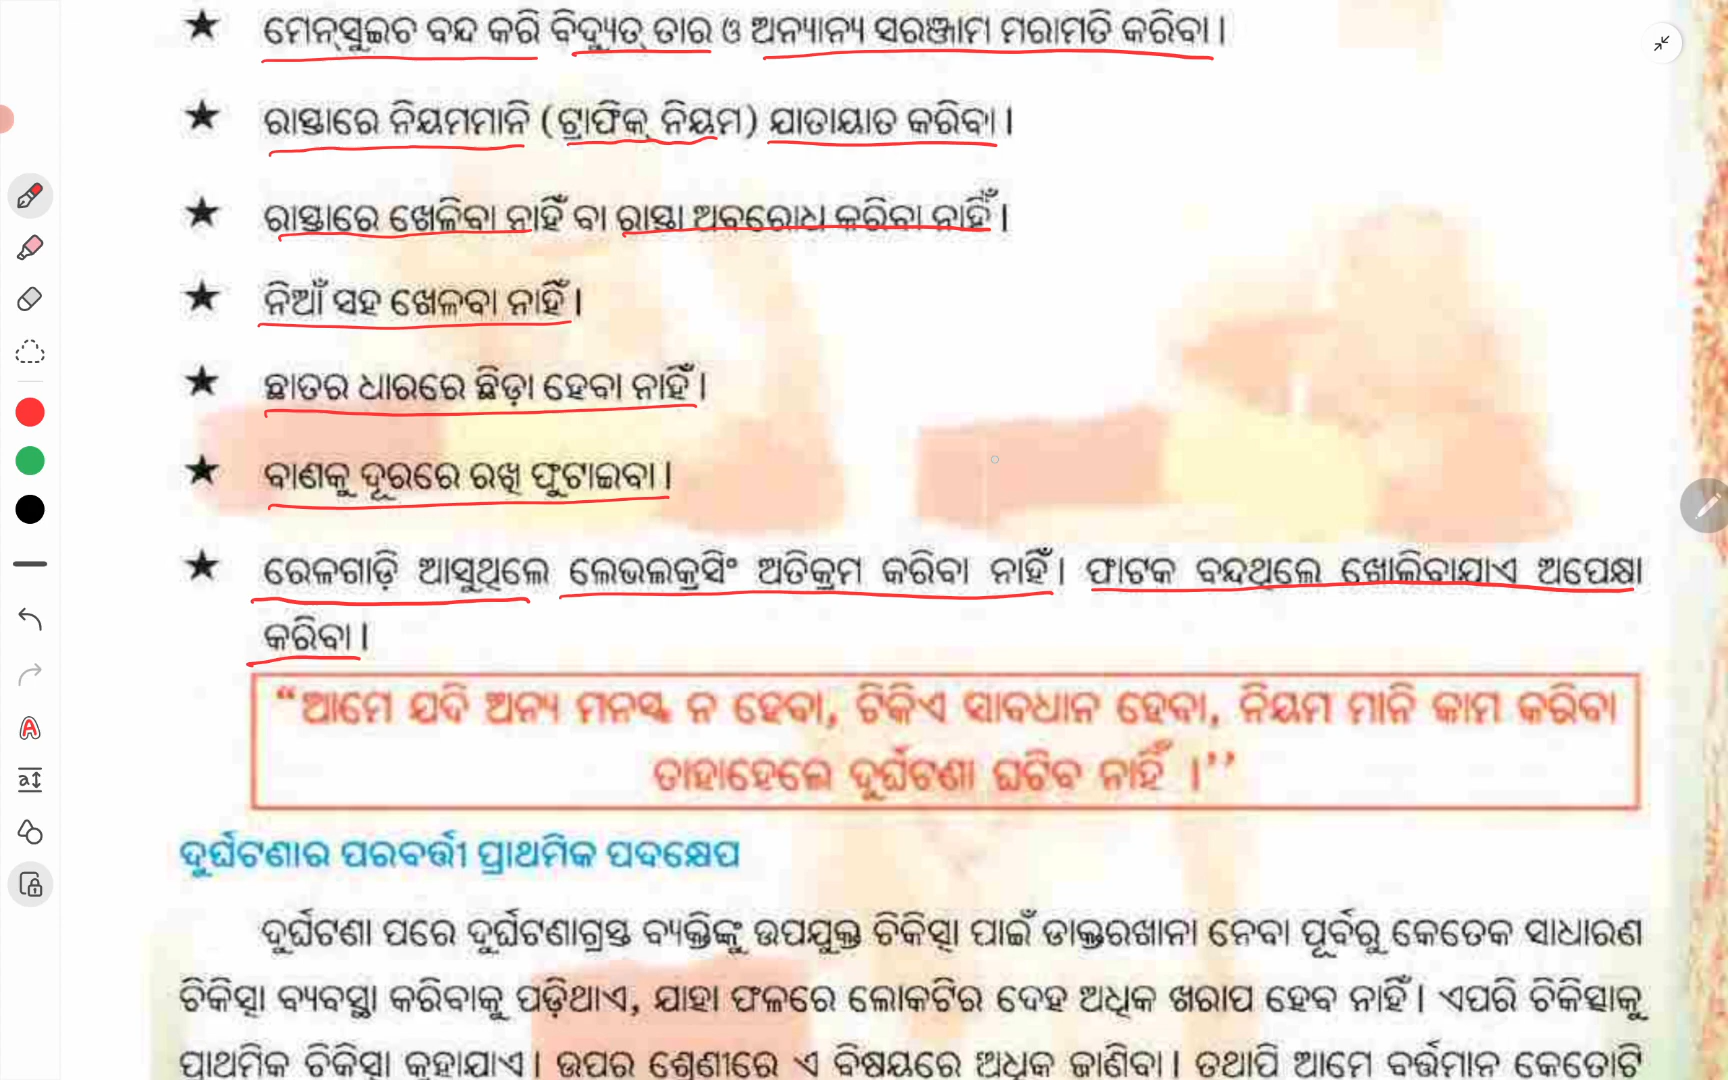 ★ ମେନ୍‌ସୁଇଚ ବନ୍ଦ କରି ବିଦ୍ୟୁତ୍ ତାର ଓ ଅନ୍ୟାନ୍ୟ ସରଞ୍ଜାମ ମରାମତି କରିବା ।
★ ରାସ୍ତାରେ ନିୟମମାନି (ଟ୍ରାଫିକ୍ ନିୟମ) ଯାତାୟାତ କରିବା ।
★ ରାସ୍ତାରେ ଖେଳିବା ନାହିଁ ବା ରାସ୍ତା ଅବରୋଧ କରିବା ନାହିଁ ।
★ ନିଆଁ ସହ ଖେଳବା ନାହିଁ ।
★ ଛାତର ଧାରରେ ଛିଡ଼ା ହେବା ନାହିଁ ।
★ ବାଣକୁ ଦୂରରେ ରଖି ଫୁଟାଇବା ।
★ ରେଳଗାଡ଼ି ଆସୁଥିଲେ ଲେଭଲକ୍ରସିଂ ଅତିକ୍ରମ କରିବା ନାହିଁ । ଫାଟକ ବନ୍ଦଥିଲେ ଖୋଲିବାଯାଏ ଅପେକ୍ଷା
କରିବା ।
“ଆମେ ଯଦି ଅନ୍ୟ ମନସ୍କ ନ ହେବା, ଟିକିଏ ସାବଧାନ ହେବା, ନିୟମ ମାନି କାମ କରିବା
ତାହାହେଲେ ଦୁର୍ଘଟଣା ଘଟିବ ନାହିଁ ।’’
ଦୁର୍ଘଟଣାର ପରବର୍ତ୍ତୀ ପ୍ରାଥମିକ ପଦକ୍ଷେପ
ଦୁର୍ଘଟଣା ପରେ ଦୁର୍ଘଟଣାଗ୍ରସ୍ତ ବ୍ୟକ୍ତିଙ୍କୁ ଉପଯୁକ୍ତ ଚିକିତ୍ସା ପାଇଁ ଡାକ୍ତରଖାନା ନେବା ପୂର୍ବରୁ କେତେକ ସାଧାରଣ
ଚିକିତ୍ସା ବ୍ୟବସ୍ଥା କରିବାକୁ ପଡ଼ିଥାଏ, ଯାହା ଫଳରେ ଲୋକଟିର ଦେହ ଅଧିକ ଖରାପ ହେବ ନାହିଁ । ଏପରି ଚିକିତ୍ସାକୁ
ପ୍ରାଥମିକ ଚିକିତ୍ସା କୁହାଯାଏ । ଉପର ଶ୍ରେଣୀରେ ଏ ବିଷୟରେ ଅଧିକ ଜାଣିବା । ତଥାପି ଆମେ ବର୍ତ୍ତମାନ କେତୋଟି